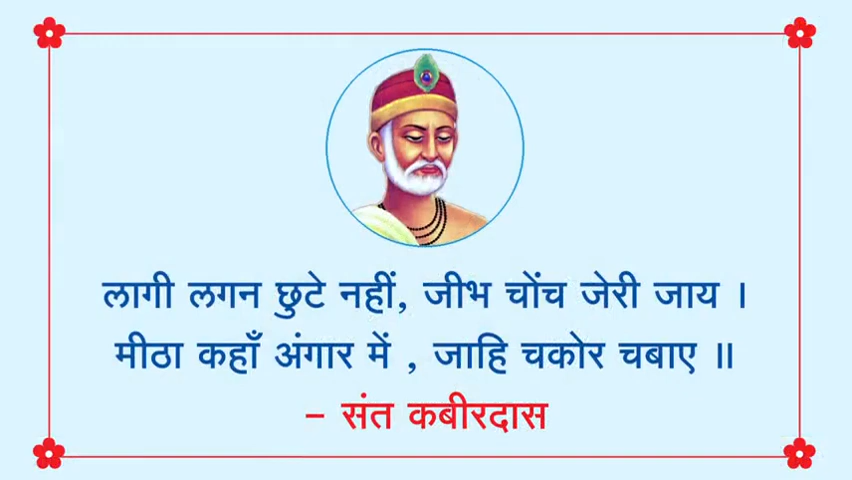 लागी लगन छुटे नहीं, जीभ चोंच जेरी जाय ।
मीठा कहाँ अंगार में , जाहि चकोर चबाए ॥
– संत कबीरदास